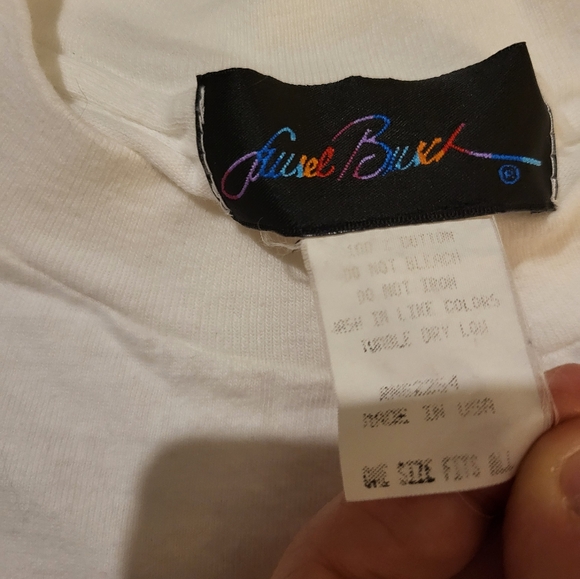 Laurel Burch ®
100% COTTON
DO NOT BLEACH
DO NOT IRON
WASH IN LIKE COLORS
TUMBLE DRY LOW
RN62254
MADE IN USA
ONE SIZE FITS ALL